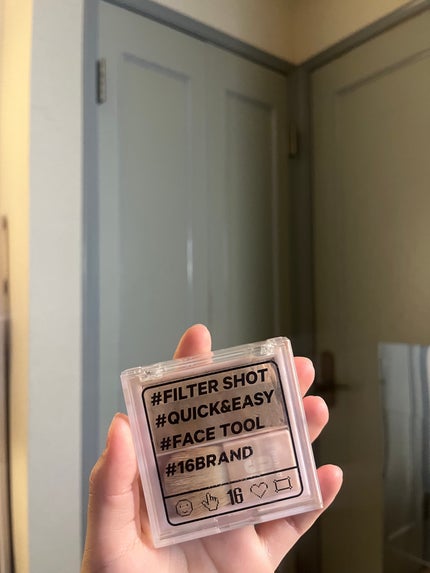 #FILTER SHOT
#QUICK&EASY
#FACE TOOL
#16BRAND
16